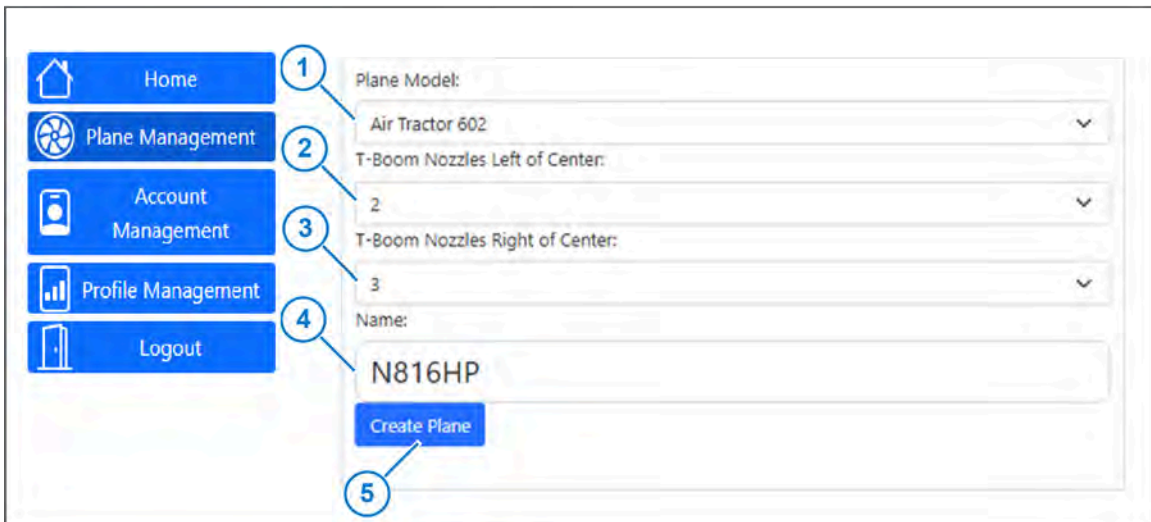 Home
Plane Management
Account
Management
Profile Management
Logout
1
Plane Model:
Air Tractor 602
2
T-Boom Nozzles Left of Center:
2
3
T-Boom Nozzles Right of Center:
3
4
Name:
N816HP
Create Plane
5